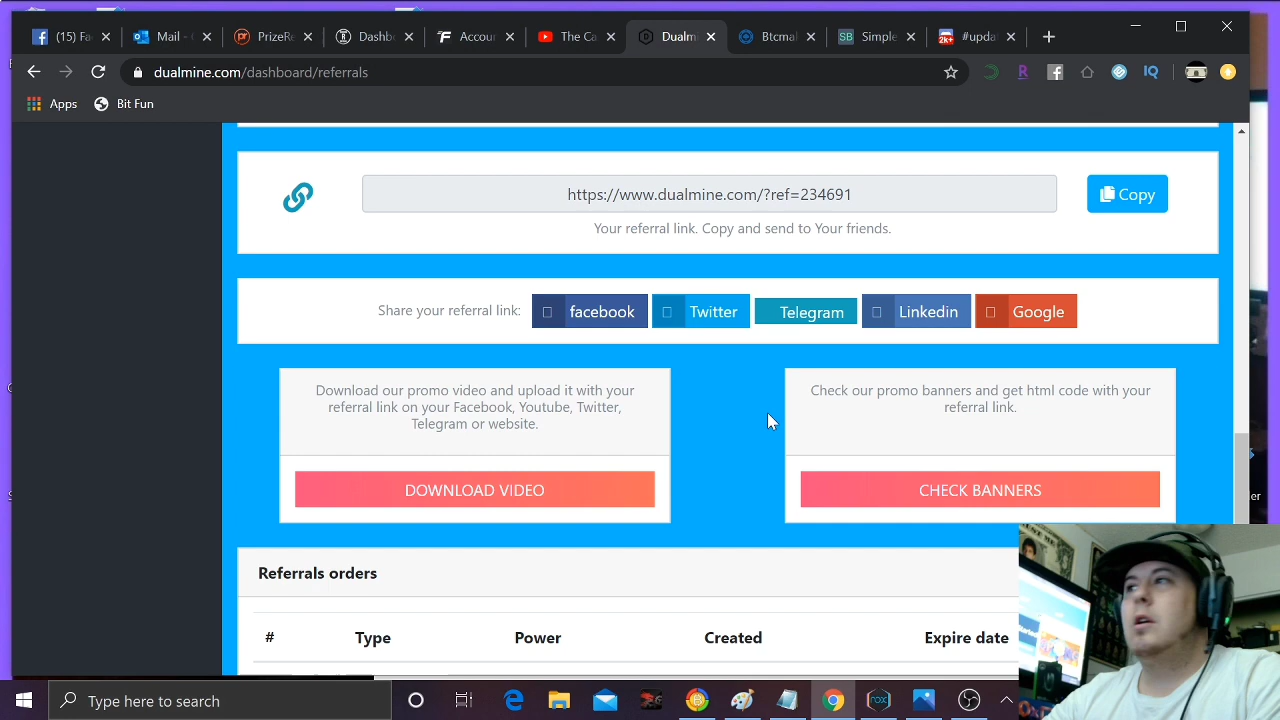 (15) Fa
Mail - 
PrizeRe
Dashb
Accou
The Ca
Dualm
Btcmal
SB Simple
2k+ #upda
dualmine.com/dashboard/referrals
R
IQ
Apps
Bit Fun
https://www.dualmine.com/?ref=234691
Copy
Your referral link. Copy and send to Your friends.
Share your referral link:
facebook
Twitter
Telegram
Linkedin
Google
Download our promo video and upload it with your
referral link on your Facebook, Youtube, Twitter,
Telegram or website.
DOWNLOAD VIDEO
Check our promo banners and get html code with your
referral link.
CHECK BANNERS
Referrals orders
# Type Power Created Expire date
Type here to search